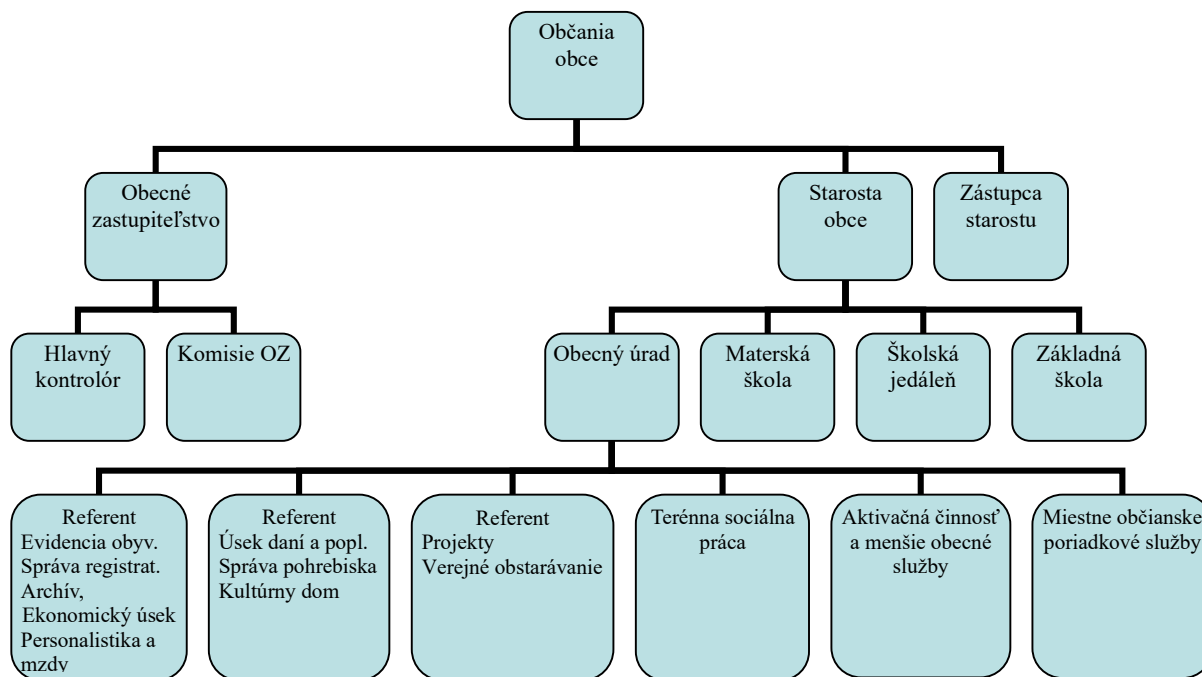 Občania
obce
Obecné
zastupiteľstvo
Starosta
obce
Zástupca
starostu
Hlavný
kontrolór
Komisie OZ
Obecný úrad
Materská
škola
Školská
jedáleň
Základná
škola
Referent
Evidencia obyv.
Správa registrat.
Archív,
Ekonomický úsek
Personalistika a
mzdy
Referent
Úsek daní a popl.
Správa pohrebiska
Kultúrny dom
Referent
Projekty
Verejné obstarávanie
Terénna sociálna
práca
Aktivačná činnosť
a menšie obecné
služby
Miestne občianske
poriadkové služby